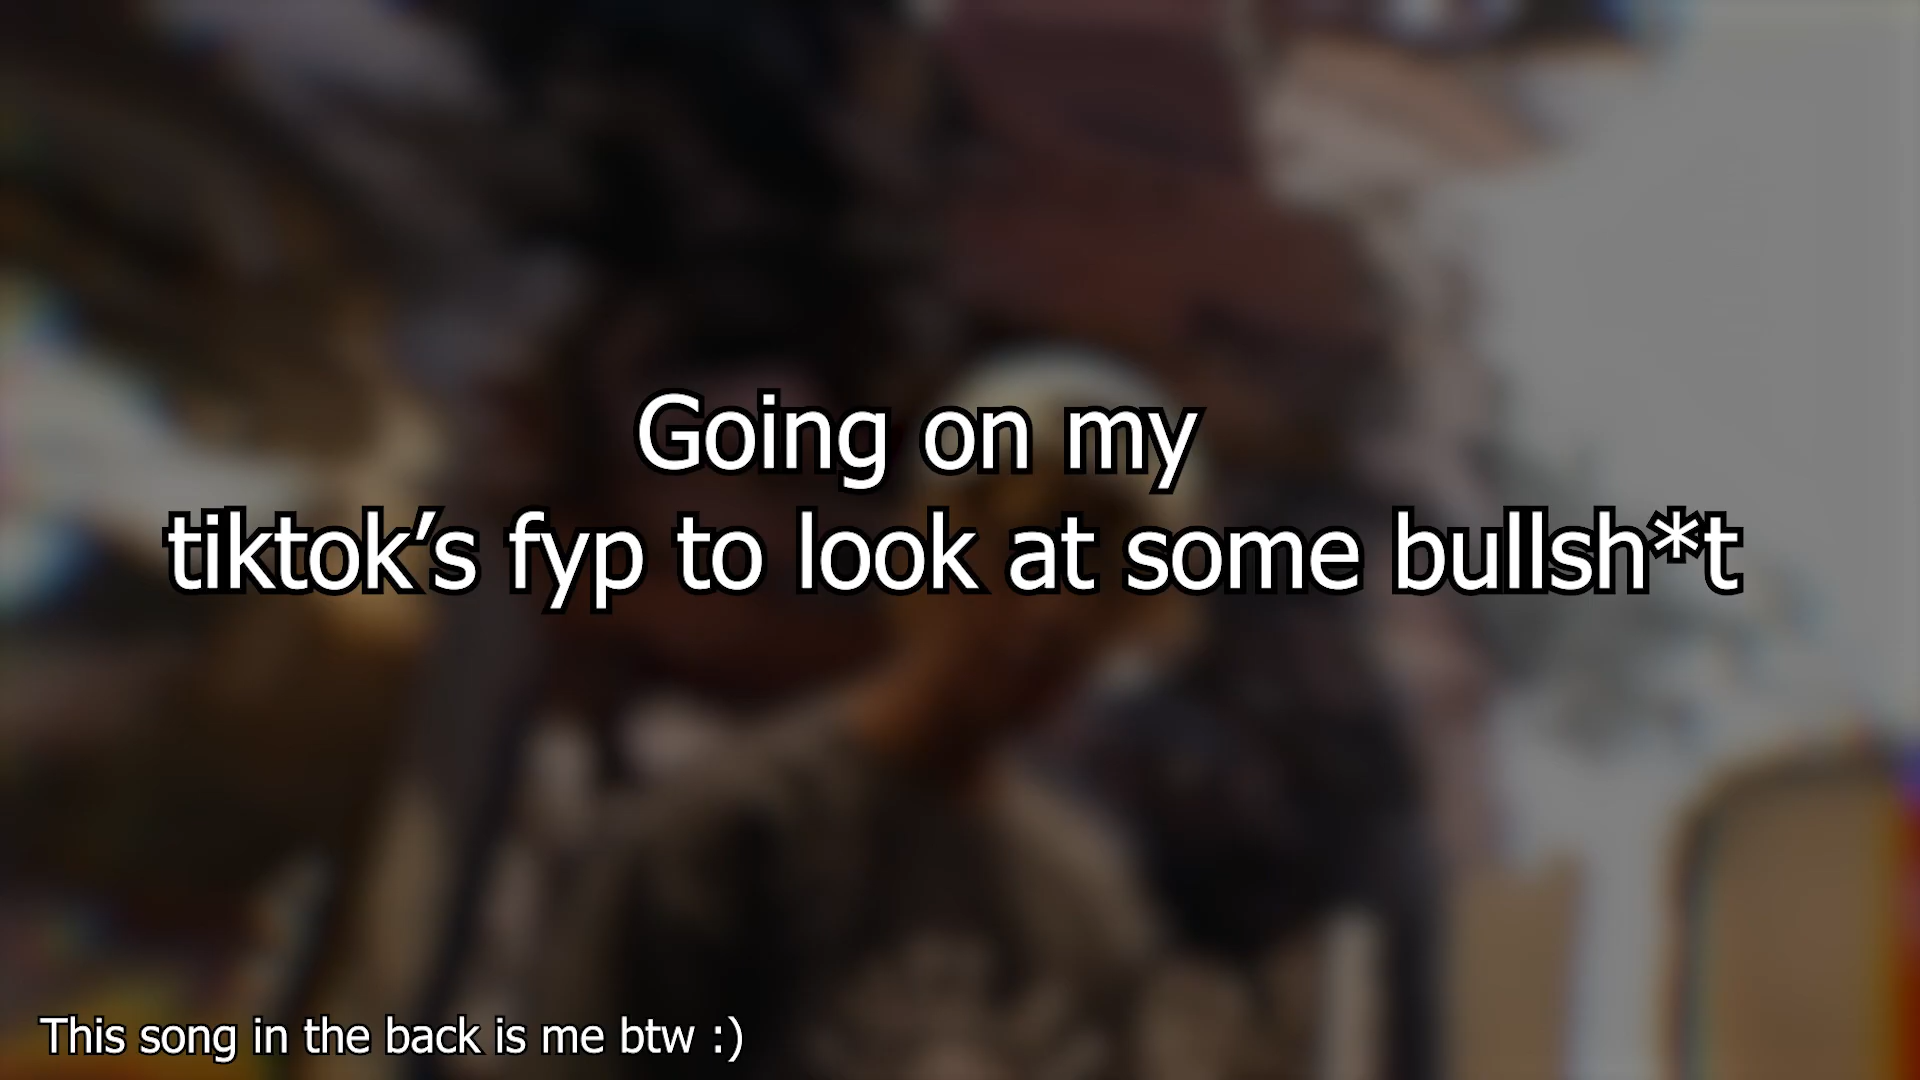 Going on my
tiktok’s fyp to look at some bullsh*t
This song in the back is me btw :)